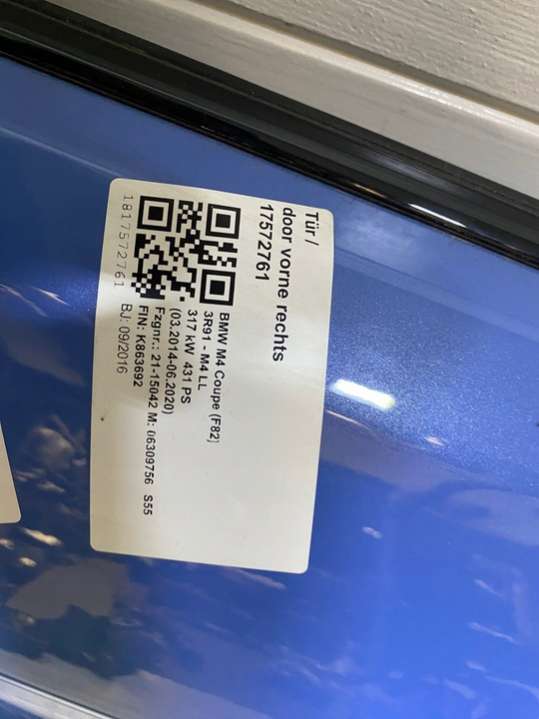 Tür /
door vorne rechts
17572761
BMW M4 Coupe (F82)
3R91 - M4 LL
317 kW 431 PS
(03.2014-06.2020)
Fzgnr.: 21-15042 M: 06309756 S55
FIN: K863692
BJ: 09/2016
1817572761